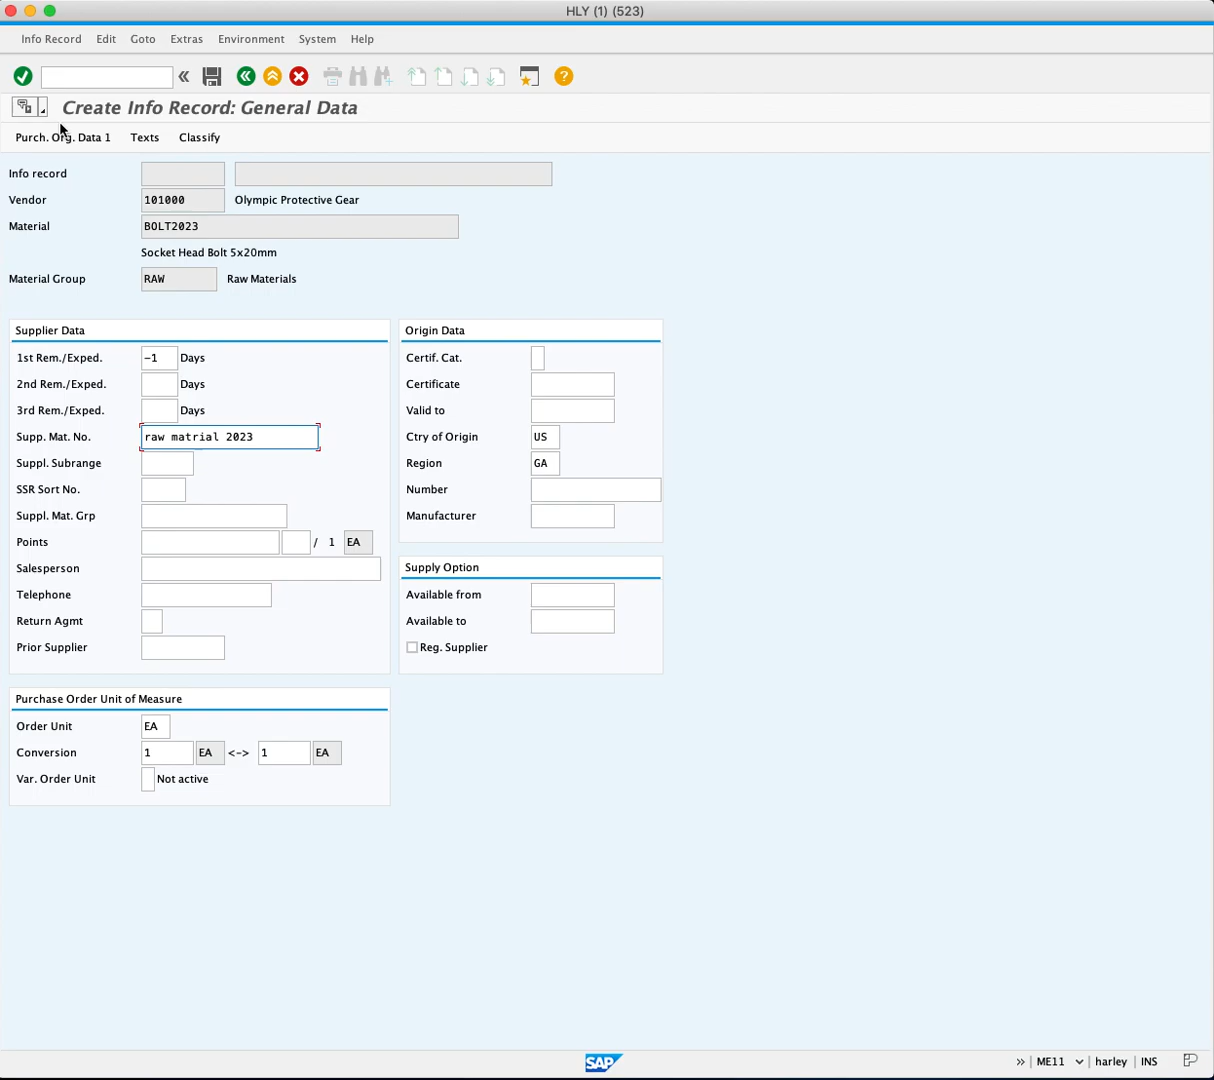 HLY (1) (523)
Info Record Edit Goto Extras Environment System Help
Create Info Record: General Data
Purch. Org. Data 1 Texts Classify
Info record
Vendor 101000 Olympic Protective Gear
Material BOLT2023
Socket Head Bolt 5x20mm
Material Group RAW Raw Materials
Supplier Data
1st Rem./Exped. -1 Days
2nd Rem./Exped. Days
3rd Rem./Exped. Days
Supp. Mat. No. raw matrial 2023
Suppl. Subrange
SSR Sort No.
Suppl. Mat. Grp
Points / 1 EA
Salesperson
Telephone
Return Agmt
Prior Supplier
Origin Data
Certif. Cat.
Certificate
Valid to
Ctry of Origin US
Region GA
Number
Manufacturer
Supply Option
Available from
Available to
Reg. Supplier
Purchase Order Unit of Measure
Order Unit EA
Conversion 1 EA <-> 1 EA
Var. Order Unit Not active
SAP
ME11 harley INS